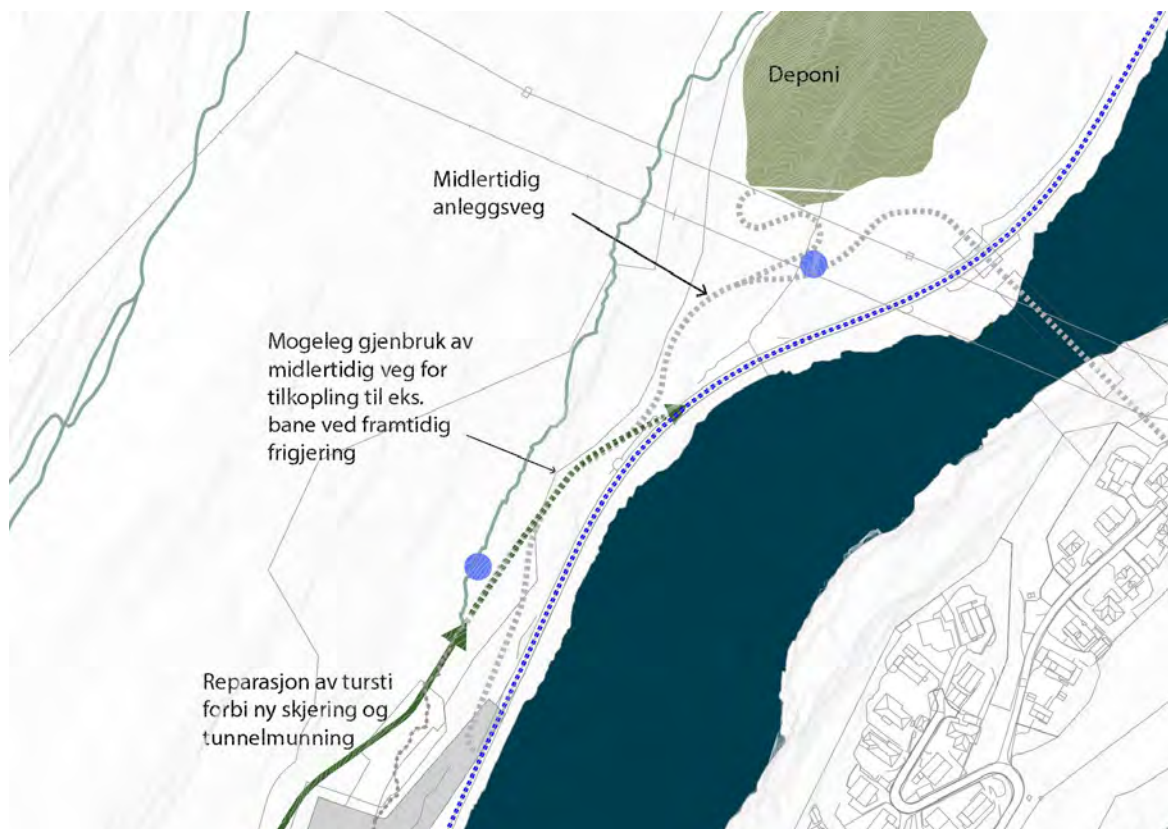 Deponi
Midlertidig
anleggsveg
Mogeleg gjenbruk av
midlertidig veg for
tilkopling til eks.
bane ved framtidig
frigjering
Reparasjon av tursti
forbi ny skjering og
tunnelmunning